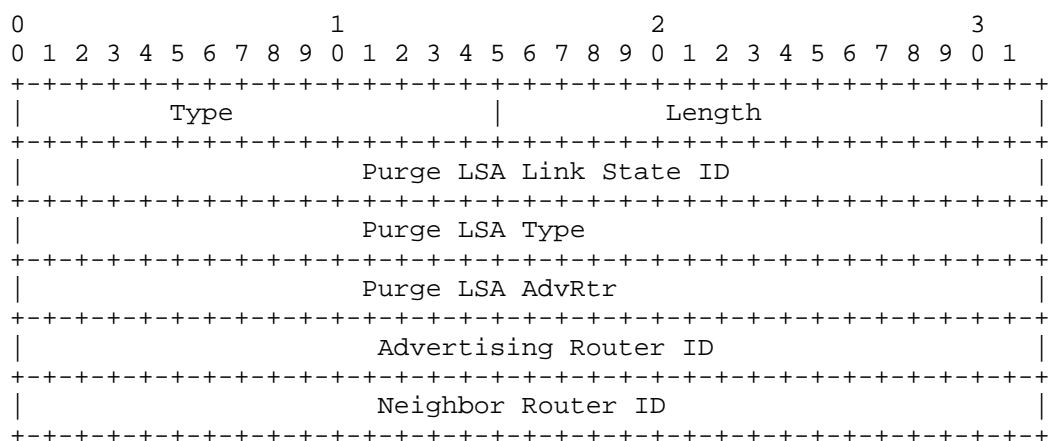 0                   1                   2                   3
0 1 2 3 4 5 6 7 8 9 0 1 2 3 4 5 6 7 8 9 0 1 2 3 4 5 6 7 8 9 0 1
+-+-+-+-+-+-+-+-+-+-+-+-+-+-+-+-+-+-+-+-+-+-+-+-+-+-+-+-+-+-+-+-+
|         Type                |          Length                 |
+-+-+-+-+-+-+-+-+-+-+-+-+-+-+-+-+-+-+-+-+-+-+-+-+-+-+-+-+-+-+-+-+
|                     Purge LSA Link State ID                   |
+-+-+-+-+-+-+-+-+-+-+-+-+-+-+-+-+-+-+-+-+-+-+-+-+-+-+-+-+-+-+-+-+
|                     Purge LSA Type                            |
+-+-+-+-+-+-+-+-+-+-+-+-+-+-+-+-+-+-+-+-+-+-+-+-+-+-+-+-+-+-+-+-+
|                     Purge LSA AdvRtr                          |
+-+-+-+-+-+-+-+-+-+-+-+-+-+-+-+-+-+-+-+-+-+-+-+-+-+-+-+-+-+-+-+-+
|                      Advertising Router ID                    |
+-+-+-+-+-+-+-+-+-+-+-+-+-+-+-+-+-+-+-+-+-+-+-+-+-+-+-+-+-+-+-+-+
|                      Neighbor Router ID                       |
+-+-+-+-+-+-+-+-+-+-+-+-+-+-+-+-+-+-+-+-+-+-+-+-+-+-+-+-+-+-+-+-+